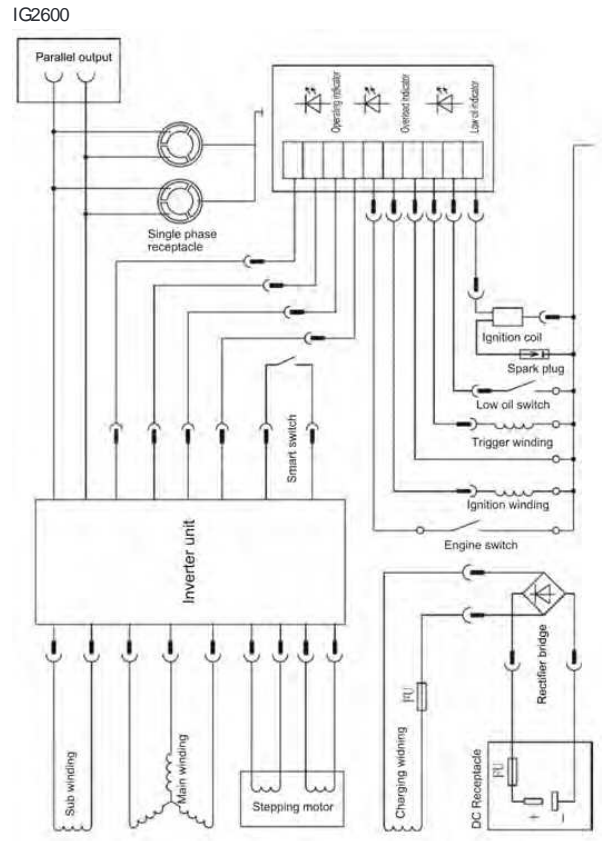 IG2600
Parallel output
Operating indicator
Overload indicator
Low oil indicator
Single phase
receptacle
Ignition coil
Spark plug
Low oil switch
Trigger winding
Ignition winding
Engine switch
Smart switch
Inverter unit
Sub winding
Main winding
Stepping motor
Charging widning
FU
Rectifier bridge
DC Receptacle
FU
+
−